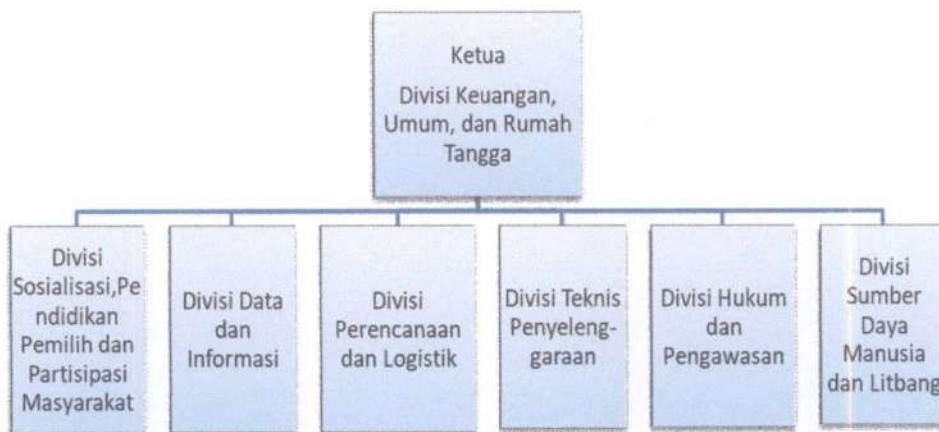 Ketua
Divisi Keuangan,
Umum, dan Rumah
Tangga
Divisi
Sosialisasi,Pe
ndidikan
Pemilih dan
Partisipasi
Masyarakat
Divisi Data
dan
Informasi
Divisi
Perencanaan
dan Logistik
Divisi Teknis
Penyeleng-
garaan
Divisi Hukum
dan
Pengawasan
Divisi
Sumber
Daya
Manusia
dan Litbang